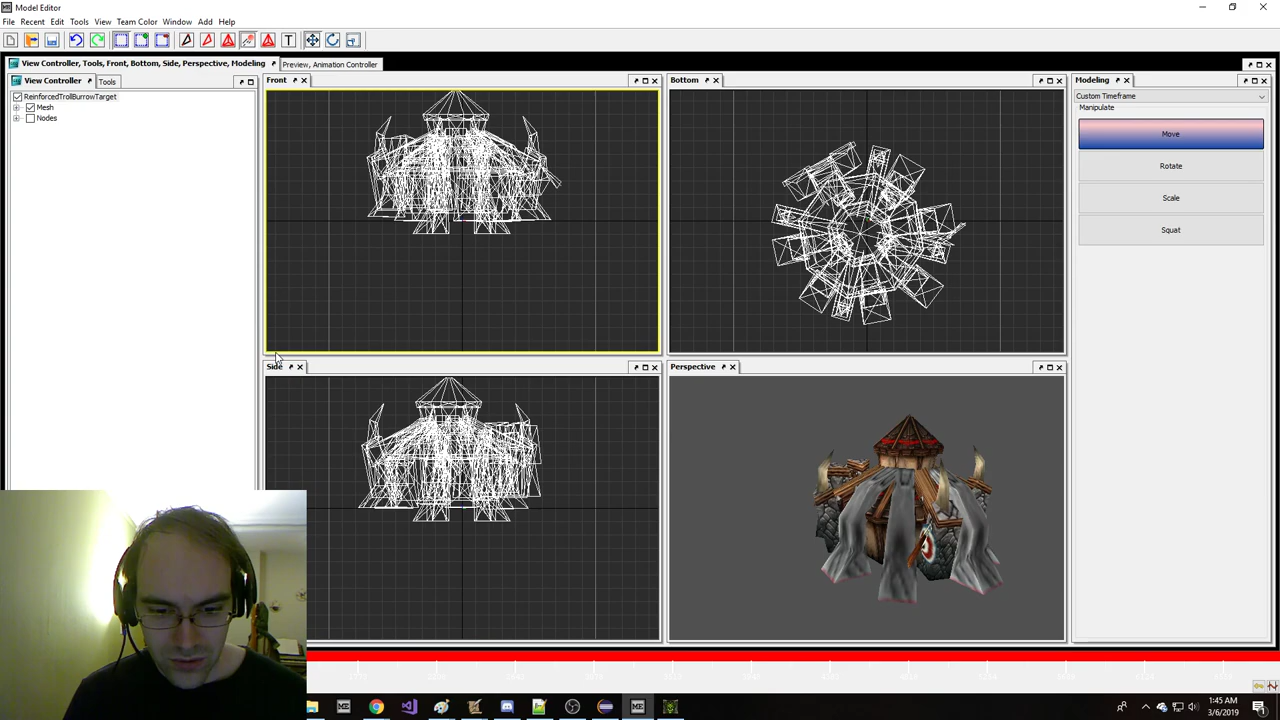 Model Editor
File Recent Edit Tools View Team Color Window Add Help
View Controller, Tools, Front, Bottom, Side, Perspective, Modeling
Preview, Animation Controller
View Controller
Tools
Front
Bottom
Modeling
ReinforcedTrollBurrowTarget
Mesh
Nodes
Custom Timeframe
Manipulate
Move
Rotate
Scale
Squat
Side
Perspective
1:45 AM
3/6/2019